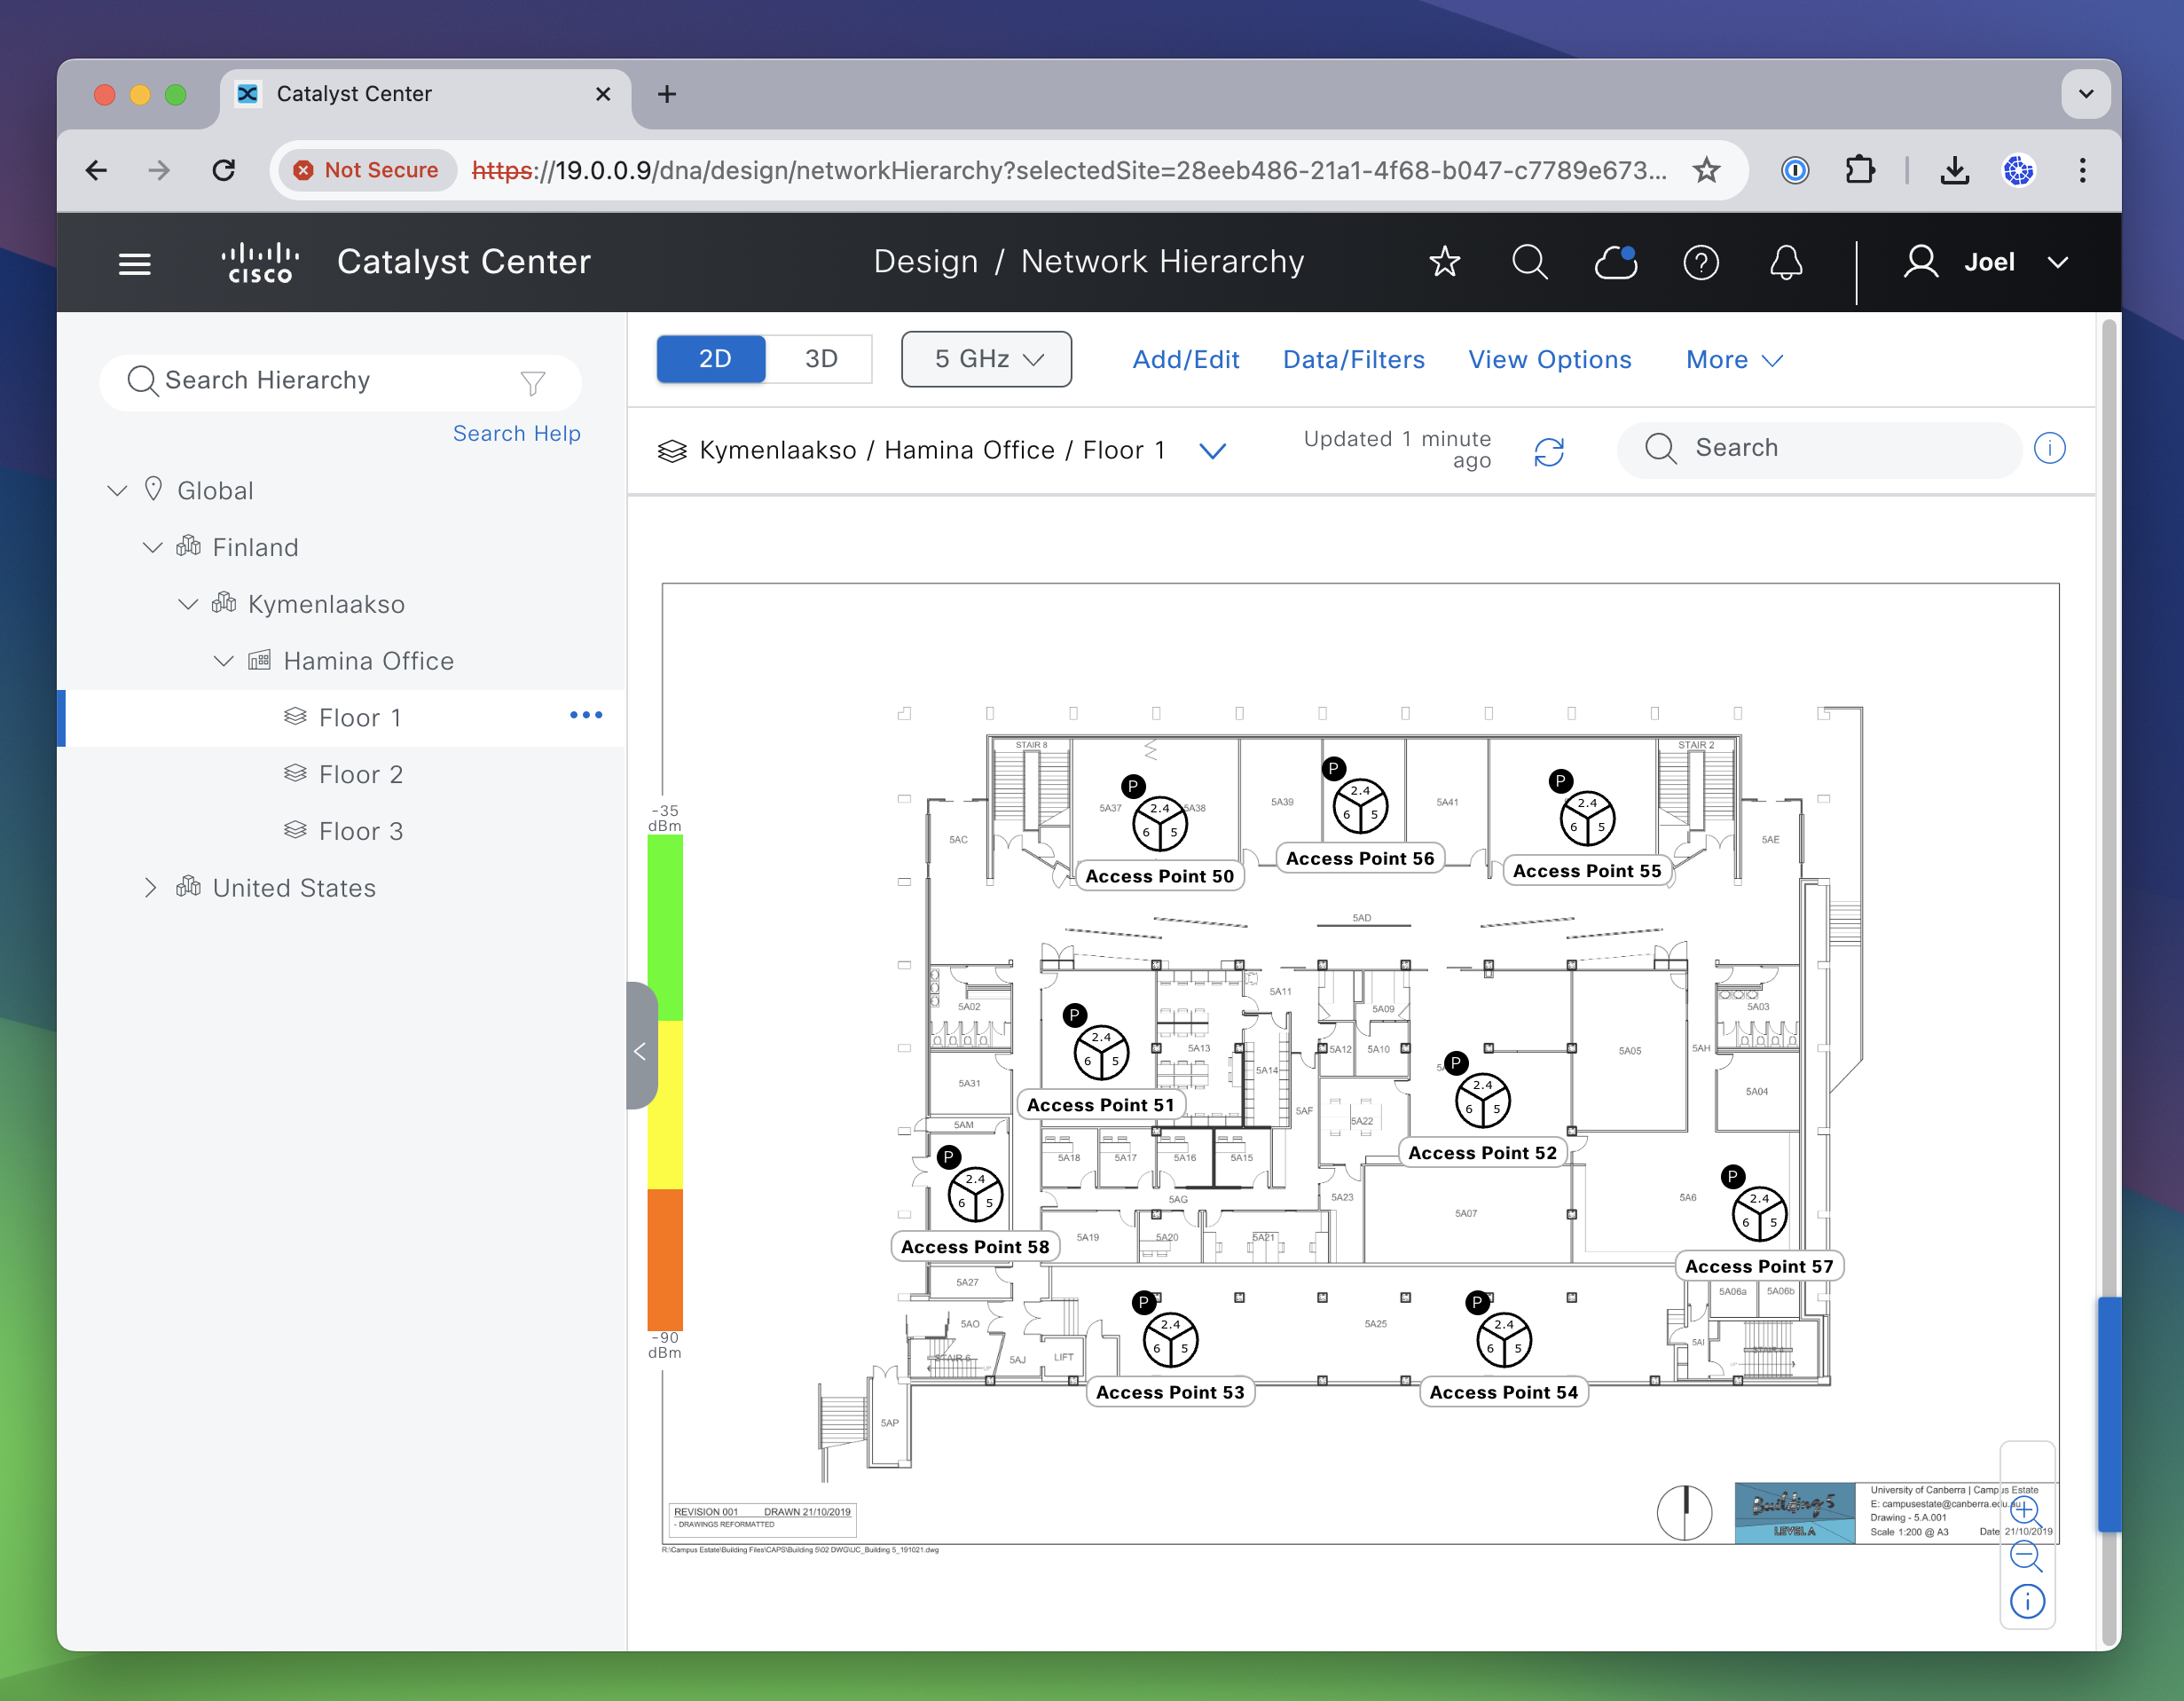 Catalyst Center
Not Secure
https://19.0.0.9/dna/design/networkHierarchy?selectedSite=28eeb486-21a1-4f68-b047-c7789e673...
CISCO
Catalyst Center
Design / Network Hierarchy
Joel
Search Hierarchy
Search Help
Global
Finland
Kymenlaakso
Hamina Office
Floor 1
Floor 2
Floor 3
United States
2D
3D
5 GHz
Add/Edit
Data/Filters
View Options
More
Kymenlaakso / Hamina Office / Floor 1
Updated 1 minute
ago
Search
-35
dBm
-90
dBm
STAIR 8
STAIR 2
P
2.4
6 5
Access Point 50
P
2.4
6 5
Access Point 56
P
2.4
6 5
Access Point 55
5A37
5A38
5A39
5A41
5AC
5AE
5AD
5A02
5A11
5A09
5A03
P
2.4
6 5
Access Point 51
5A13
5A14
5A12
5A10
5A05
5AH
P
2.4
6 5
Access Point 52
5A31
5A04
5AM
5AF
5A22
5A18
5A17
5A16
5A15
P
2.4
6 5
Access Point 58
5AG
5A23
5A07
5A6
P
2.4
6 5
Access Point 57
5A19
5A20
5A21
5A27
5A06a
5A06b
P
2.4
6 5
Access Point 53
P
2.4
6 5
Access Point 54
5A25
5AO
5AJ
LIFT
STAIR 6
UP
5AI
5AP
REVISION 001 DRAWN 21/10/2019
- DRAWINGS REFORMATTED
R:\Campus Estate\Building Files\CAPS\Building 5\02 DWG\UC_Building 5_191021.dwg
Building 5
LEVEL A
University of Canberra | Campus Estate
E: campusestate@canberra.edu.au
Drawing - 5.A.001
Scale 1:200 @ A3 Date 21/10/2019